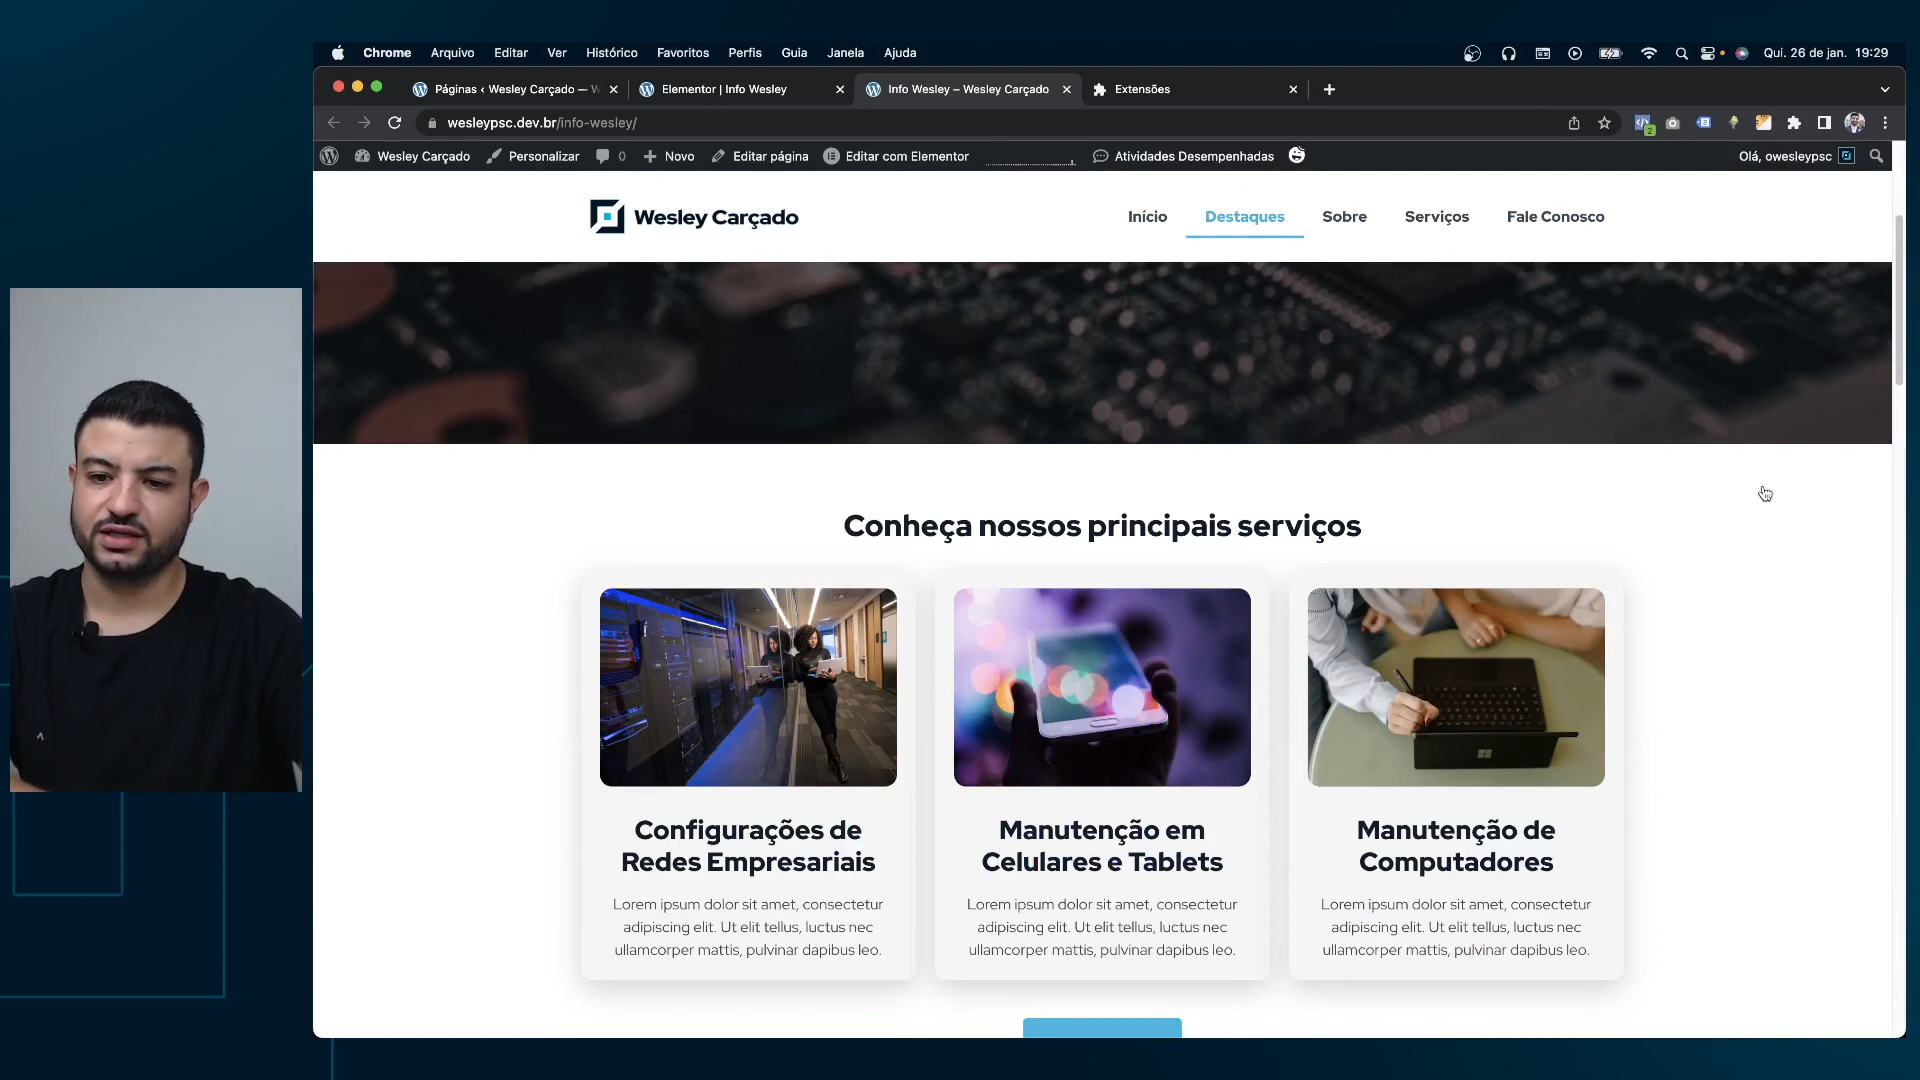 Chrome Arquivo Editar Ver Histórico Favoritos Perfis Guia Janela Ajuda
Qui. 26 de jan. 19:29
Páginas ‹ Wesley Carçado — W
Elementor | Info Wesley
Info Wesley – Wesley Carçado
Extensões
wesleypsc.dev.br/info-wesley/
2
Wesley Carçado
Personalizar
0
Novo
Editar página
Editar com Elementor
Atividades Desempenhadas
Olá, owesleypsc
Wesley Carçado
Início Destaques Sobre Serviços Fale Conosco
Conheça nossos principais serviços
Configurações de
Redes Empresariais
Lorem ipsum dolor sit amet, consectetur
adipiscing elit. Ut elit tellus, luctus nec
ullamcorper mattis, pulvinar dapibus leo.
Manutenção em
Celulares e Tablets
Lorem ipsum dolor sit amet, consectetur
adipiscing elit. Ut elit tellus, luctus nec
ullamcorper mattis, pulvinar dapibus leo.
Manutenção de
Computadores
Lorem ipsum dolor sit amet, consectetur
adipiscing elit. Ut elit tellus, luctus nec
ullamcorper mattis, pulvinar dapibus leo.